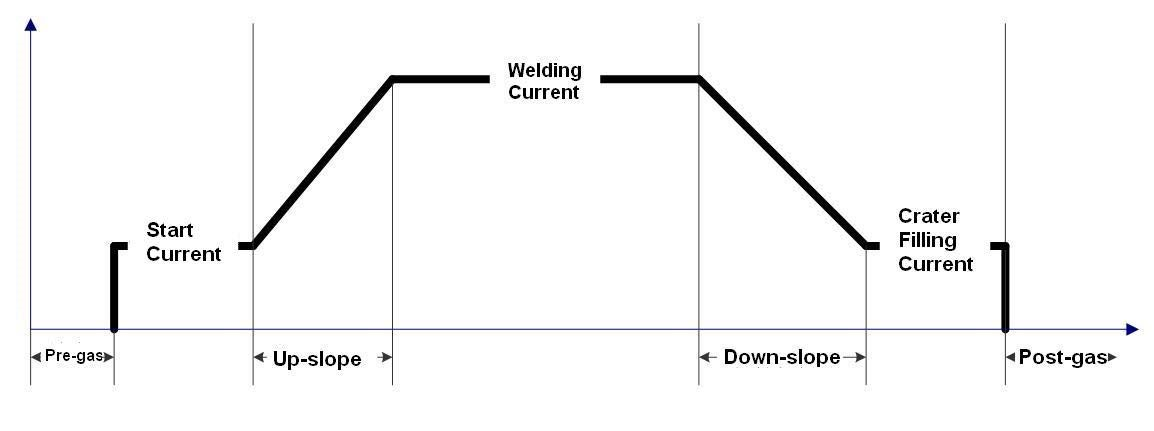 Welding
Current
Start
Current
Crater
Filling
Current
Pre-gas
Up-slope
Down-slope
Post-gas